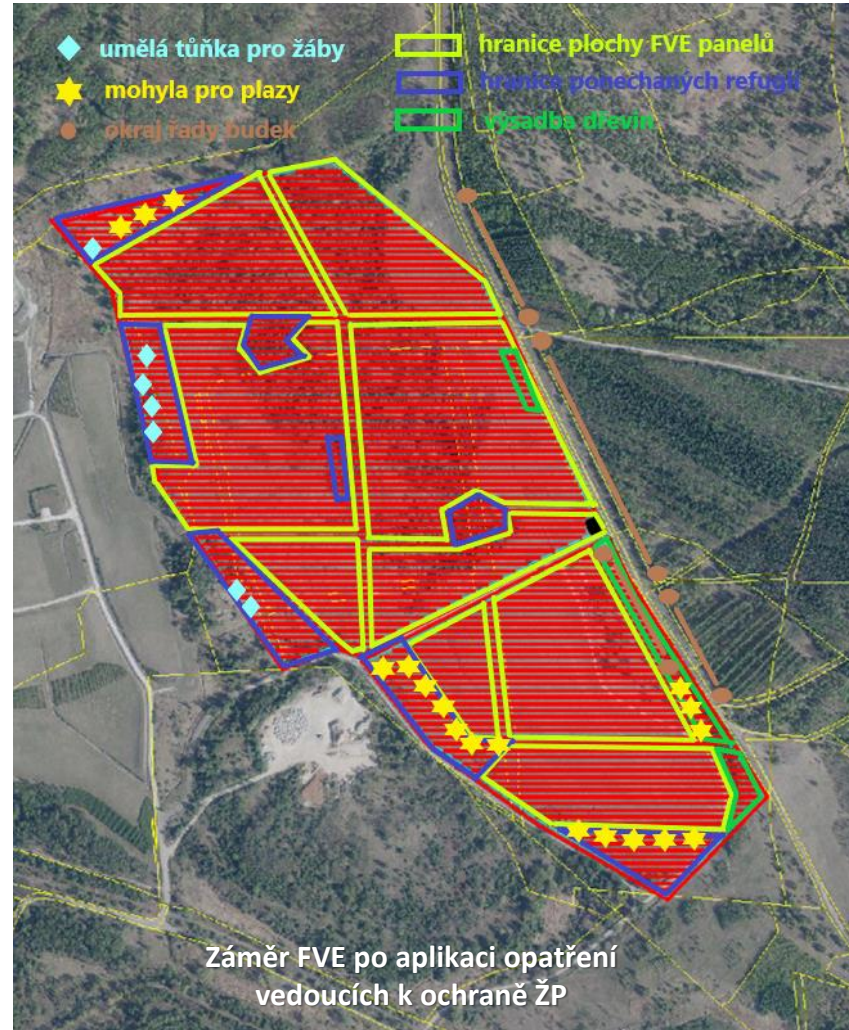 umělá tůňka pro žáby
mohyla pro plazy
okraj řady budek
hranice plochy FVE panelů
hranice ponechaných refugií
výsadba dřevin
Záměr FVE po aplikaci opatření
vedoucích k ochraně ŽP